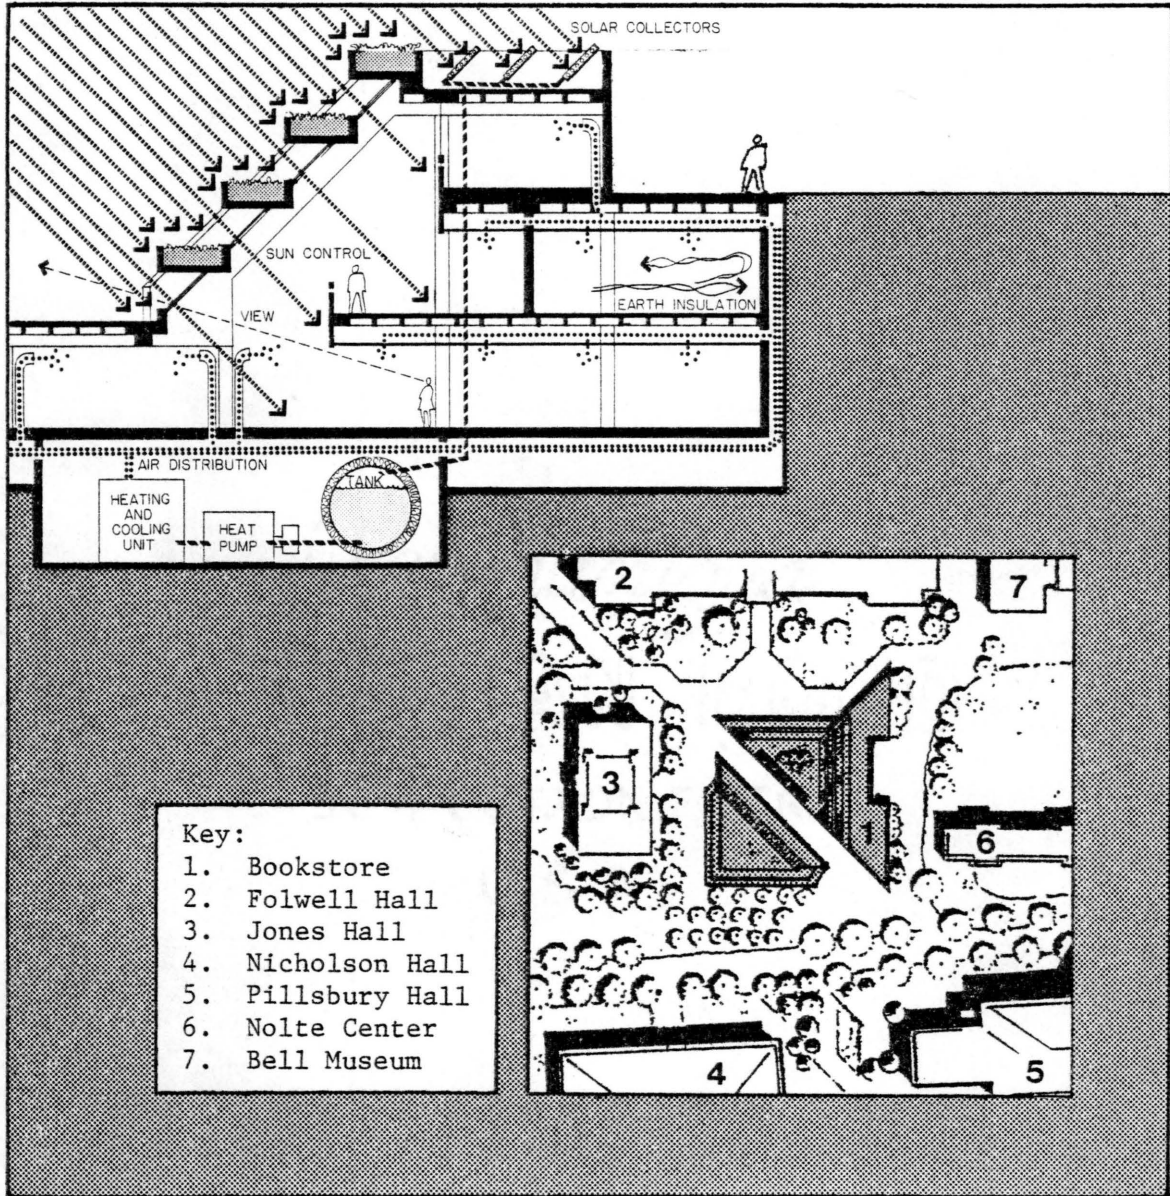 SOLAR COLLECTORS
SUN CONTROL
VIEW
EARTH INSULATION
AIR DISTRIBUTION
TANK
HEATING
AND
COOLING
UNIT
HEAT
PUMP
2
7
3
1
6
4
5
Key:
1. Bookstore
2. Folwell Hall
3. Jones Hall
4. Nicholson Hall
5. Pillsbury Hall
6. Nolte Center
7. Bell Museum